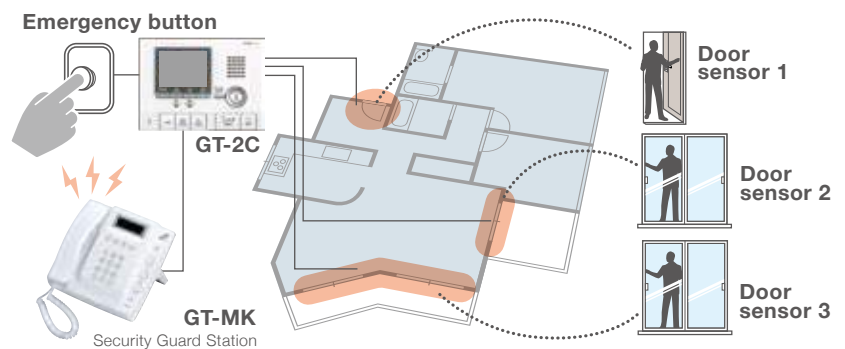 Emergency button
GT-2C
GT-MK
Security Guard Station
Door
sensor 1
Door
sensor 2
Door
sensor 3